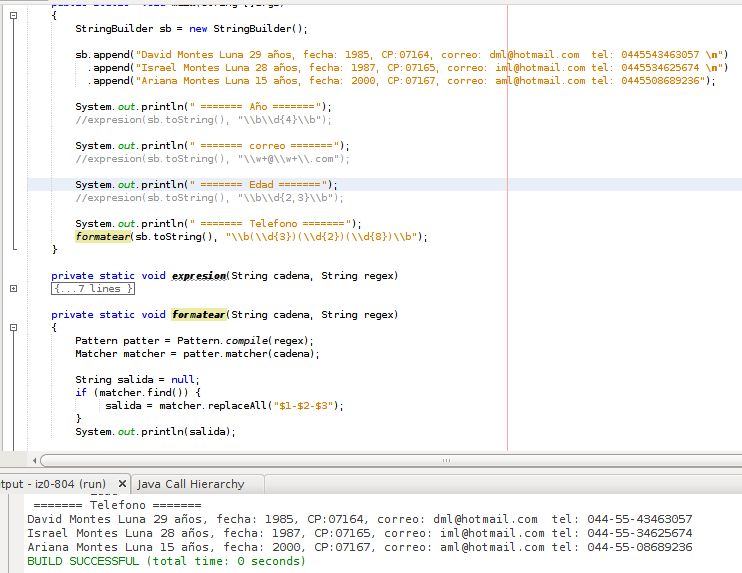 {
StringBuilder sb = new StringBuilder();
sb.append("David Montes Luna 29 años, fecha: 1985, CP:07164, correo: dml@hotmail.com  tel: 0445543463057 \n")
.append("Israel Montes Luna 28 años, fecha: 1987, CP:07165, correo: iml@hotmail.com tel: 0445534625674 \n")
.append("Ariana Montes Luna 15 años, fecha: 2000, CP:07167, correo: aml@hotmail.com tel: 0445508689236");
System.out.println(" ======= Año =======");
//expresion(sb.toString(), "\\b\\d{4}\\b");
System.out.println(" ======= correo =======");
//expresion(sb.toString(), "\\w+@\\w+\\.com");
System.out.println(" ======= Edad =======");
//expresion(sb.toString(), "\\b\\d{2,3}\\b");
System.out.println(" ======= Telefono =======");
formatear(sb.toString(), "\\b(\\d{3})(\\d{2})(\\d{8})\\b");
}
private static void expresion(String cadena, String regex)
{...7 lines }
private static void formatear(String cadena, String regex)
{
Pattern patter = Pattern.compile(regex);
Matcher matcher = patter.matcher(cadena);
String salida = null;
if (matcher.find()) {
salida = matcher.replaceAll("$1-$2-$3");
}
System.out.println(salida);
tput - iz0-804 (run) Java Call Hierarchy
======= Telefono =======
David Montes Luna 29 años, fecha: 1985, CP:07164, correo: dml@hotmail.com  tel: 044-55-43463057
Israel Montes Luna 28 años, fecha: 1987, CP:07165, correo: iml@hotmail.com tel: 044-55-34625674
Ariana Montes Luna 15 años, fecha: 2000, CP:07167, correo: aml@hotmail.com tel: 044-55-08689236
BUILD SUCCESSFUL (total time: 0 seconds)